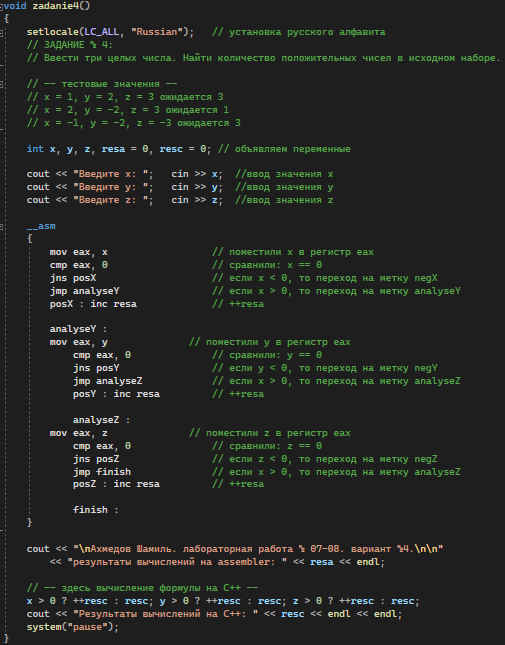 void zadanie4()
{
setlocale(LC_ALL, "Russian"); // установка русского алфавита
// ЗАДАНИЕ № 4:
// Ввести три целых числа. Найти количество положительных чисел в исходном наборе.
// -- тестовые значения --
// x = 1, y = 2, z = 3 ожидается 3
// x = 2, y = -2, z = 3 ожидается 1
// x = -1, y = -2, z = -3 ожидается 3
int x, y, z, resa = 0, resc = 0; // объявляем переменные
cout << "Введите x: "; cin >> x; //ввод значения x
cout << "Введите y: "; cin >> y; //ввод значения y
cout << "Введите z: "; cin >> z; //ввод значения z
__asm
{
mov eax, x // поместили x в регистр eax
cmp eax, 0 // сравнили: x == 0
jns posX // если x < 0, то переход на метку negX
jmp analyseY // если x > 0, то переход на метку analyseY
posX : inc resa // ++resa
analyseY :
mov eax, y // поместили y в регистр eax
cmp eax, 0 // сравнили: y == 0
jns posY // если y < 0, то переход на метку negY
jmp analyseZ // если x > 0, то переход на метку analyseZ
posY : inc resa // ++resa
analyseZ :
mov eax, z // поместили z в регистр eax
cmp eax, 0 // сравнили: z == 0
jns posZ // если z < 0, то переход на метку negZ
jmp finish // если x > 0, то переход на метку analyseZ
posZ : inc resa // ++resa
finish :
}
cout << "\nАхмедов Шамиль. лабораторная работа № 07-08. вариант №4.\n\n"
<< "результаты вычислений на assembler: " << resa << endl;
// -- здесь вычисление формулы на C++ --
x > 0 ? ++resc : resc; y > 0 ? ++resc : resc; z > 0 ? ++resc : resc;
cout << "Результаты вычислений на C++: " << resc << endl << endl;
system("pause");
}